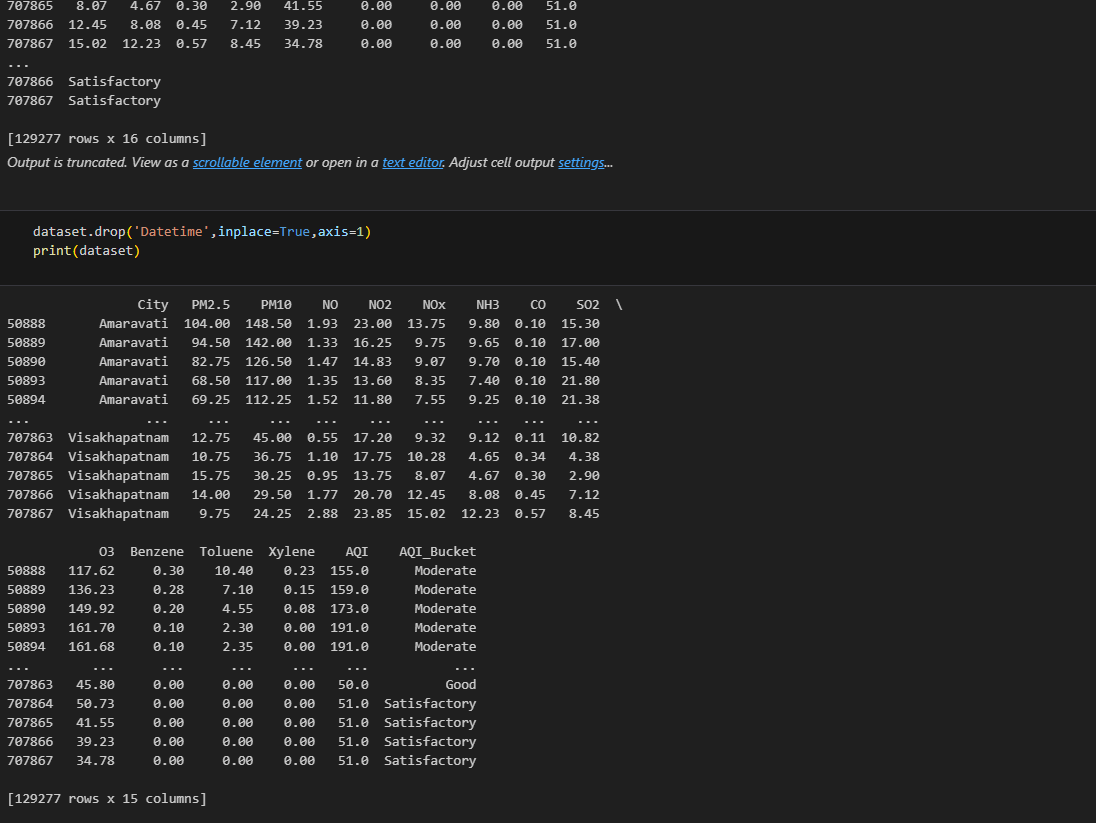 707865   8.07   4.67  0.30   2.90   41.55     0.00     0.00    0.00   51.0
707866  12.45   8.08  0.45   7.12   39.23     0.00     0.00    0.00   51.0
707867  15.02  12.23  0.57   8.45   34.78     0.00     0.00    0.00   51.0
...
707866  Satisfactory
707867  Satisfactory
[129277 rows x 16 columns]
Output is truncated. View as a scrollable element or open in a text editor. Adjust cell output settings...
dataset.drop('Datetime',inplace=True,axis=1)
print(dataset)
                 City   PM2.5    PM10    NO    NO2    NOx    NH3    CO    SO2  \
50888       Amaravati  104.00  148.50  1.93  23.00  13.75   9.80  0.10  15.30
50889       Amaravati   94.50  142.00  1.33  16.25   9.75   9.65  0.10  17.00
50890       Amaravati   82.75  126.50  1.47  14.83   9.07   9.70  0.10  15.40
50893       Amaravati   68.50  117.00  1.35  13.60   8.35   7.40  0.10  21.80
50894       Amaravati   69.25  112.25  1.52  11.80   7.55   9.25  0.10  21.38
...               ...     ...     ...   ...    ...    ...    ...   ...    ...
707863  Visakhapatnam   12.75   45.00  0.55  17.20   9.32   9.12  0.11  10.82
707864  Visakhapatnam   10.75   36.75  1.10  17.75  10.28   4.65  0.34   4.38
707865  Visakhapatnam   15.75   30.25  0.95  13.75   8.07   4.67  0.30   2.90
707866  Visakhapatnam   14.00   29.50  1.77  20.70  12.45   8.08  0.45   7.12
707867  Visakhapatnam    9.75   24.25  2.88  23.85  15.02  12.23  0.57   8.45
            O3  Benzene  Toluene  Xylene    AQI    AQI_Bucket
50888   117.62     0.30    10.40    0.23  155.0      Moderate
50889   136.23     0.28     7.10    0.15  159.0      Moderate
50890   149.92     0.20     4.55    0.08  173.0      Moderate
50893   161.70     0.10     2.30    0.00  191.0      Moderate
50894   161.68     0.10     2.35    0.00  191.0      Moderate
...        ...      ...      ...     ...    ...           ...
707863   45.80     0.00     0.00    0.00   50.0          Good
707864   50.73     0.00     0.00    0.00   51.0  Satisfactory
707865   41.55     0.00     0.00    0.00   51.0  Satisfactory
707866   39.23     0.00     0.00    0.00   51.0  Satisfactory
707867   34.78     0.00     0.00    0.00   51.0  Satisfactory
[129277 rows x 15 columns]